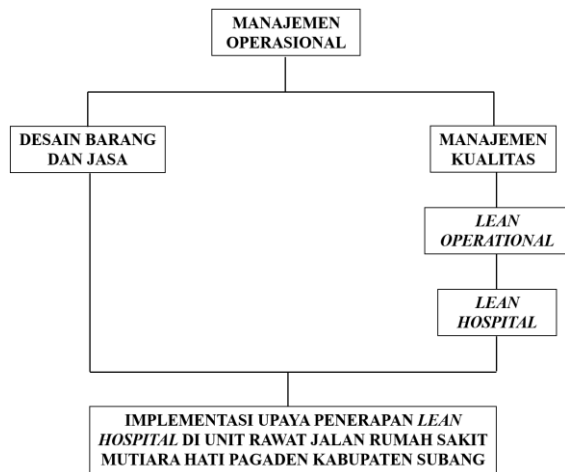 MANAJEMEN
OPERASIONAL
DESAIN BARANG
DAN JASA
MANAJEMEN
KUALITAS
LEAN
OPERATIONAL
LEAN
HOSPITAL
IMPLEMENTASI UPAYA PENERAPAN LEAN
HOSPITAL DI UNIT RAWAT JALAN RUMAH SAKIT
MUTIARA HATI PAGADEN KABUPATEN SUBANG